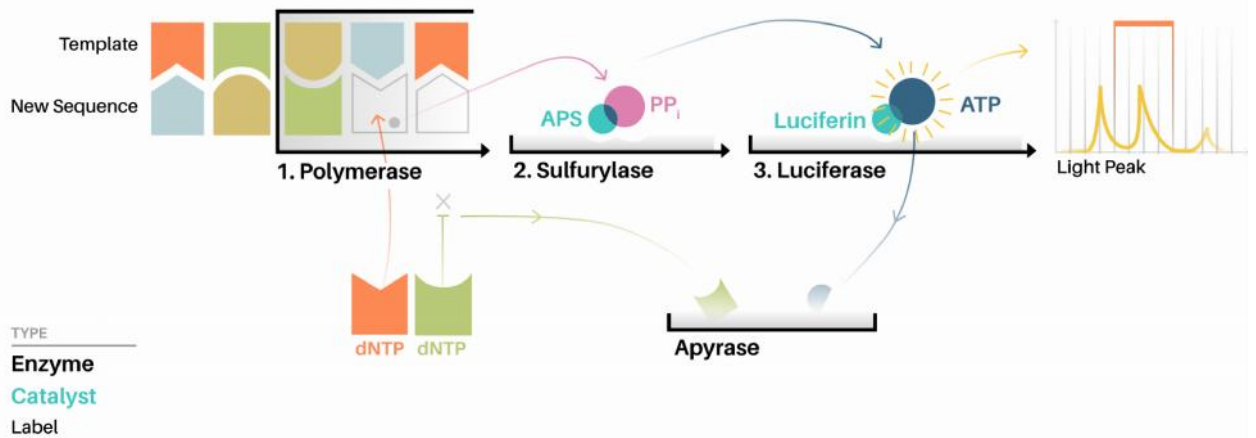 Template
New Sequence
APS
PPi
Luciferin
ATP
1. Polymerase
2. Sulfurylase
3. Luciferase
Light Peak
dNTP
dNTP
Apyrase
TYPE
Enzyme
Catalyst
Label